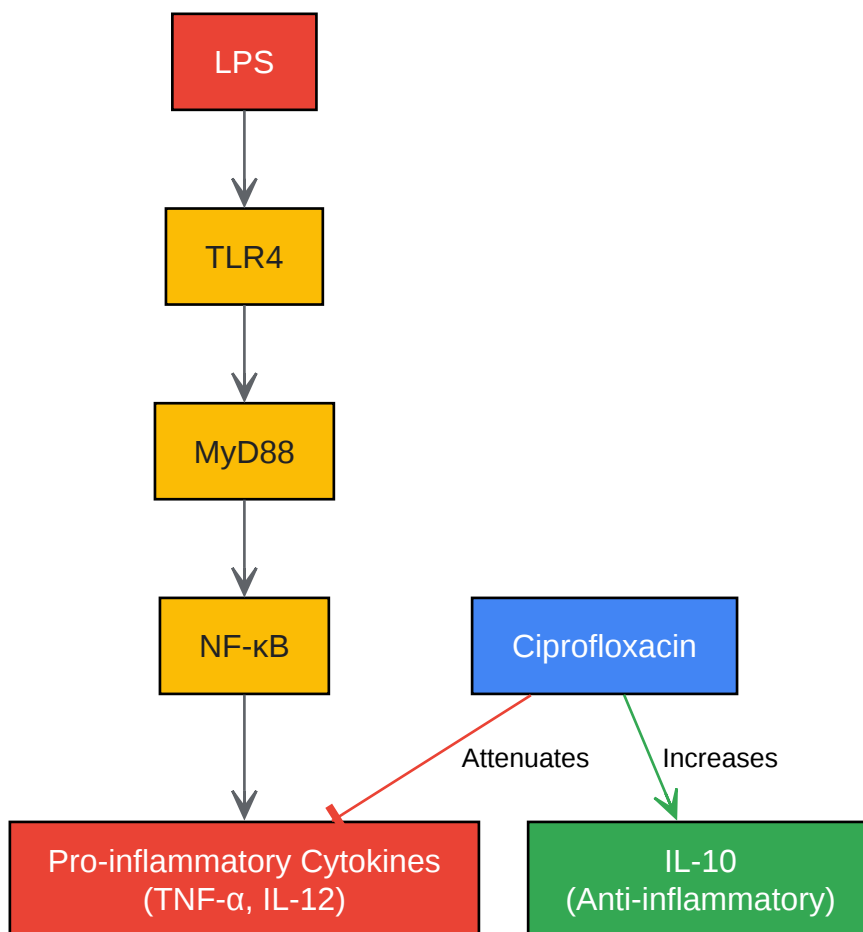 LPS
TLR4
MyD88
NF-κB
Ciprofloxacin
Attenuates
Increases
Pro-inflammatory Cytokines
(TNF-α, IL-12)
IL-10
(Anti-inflammatory)